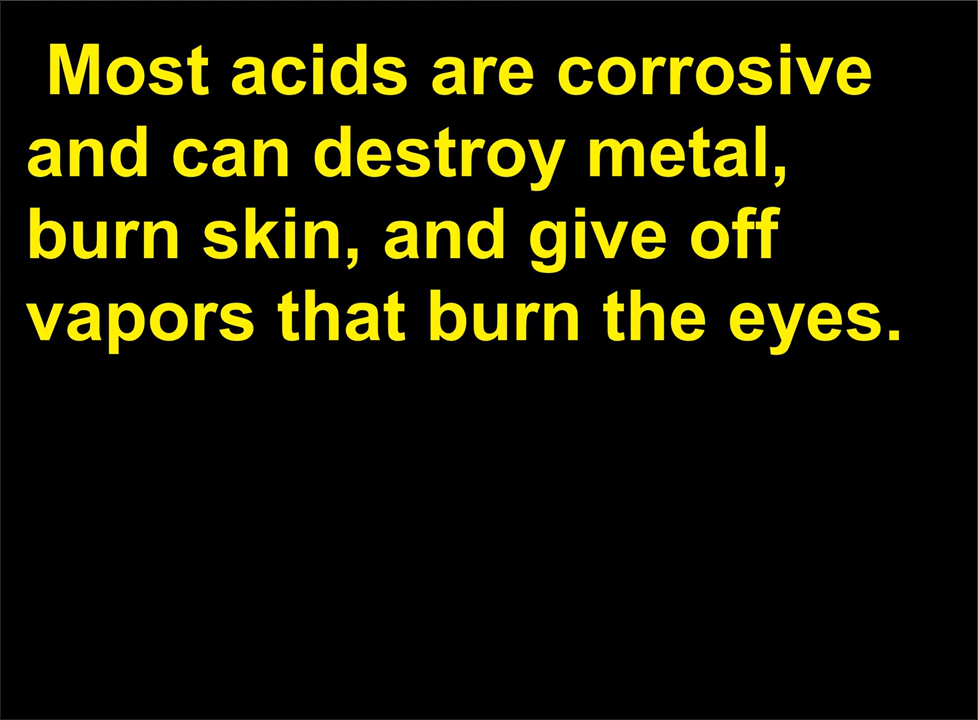 Most acids are corrosive
and can destroy metal,
burn skin, and give off
vapors that burn the eyes.